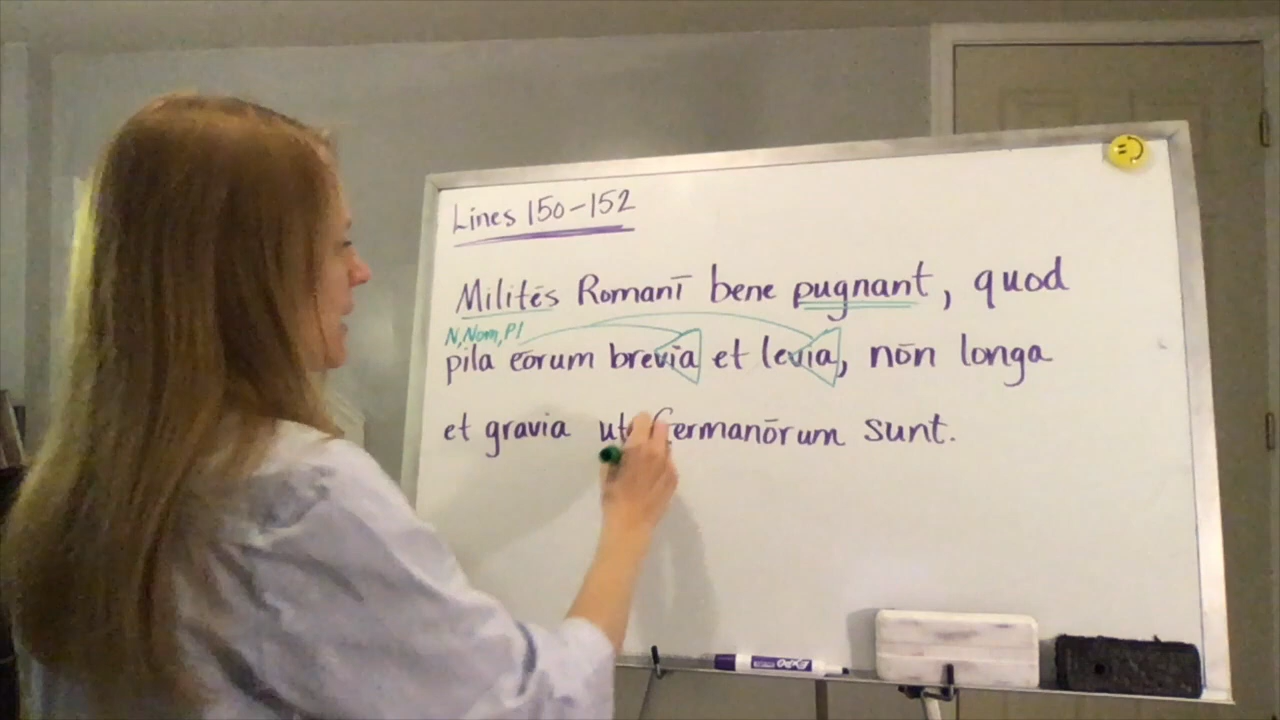 Lines 150-152
Militēs Romanī bene pugnant, quod
N, Nom, Pl
pila eōrum brevia et levia, nōn longa
et gravia ut Germanōrum sunt.
EXPO